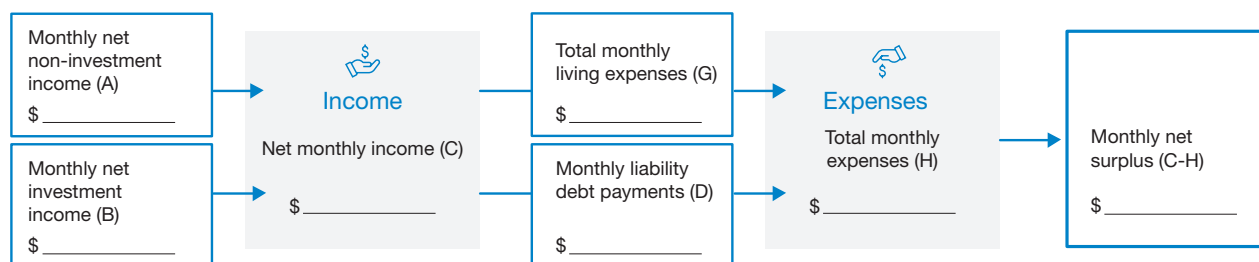 Monthly net
non-investment
income (A)
$
Monthly net
investment
income (B)
$
Income
Net monthly income (C)
$
Total monthly
living expenses (G)
$
Monthly liability
debt payments (D)
$
Expenses
Total monthly
expenses (H)
$
Monthly net
surplus (C-H)
$